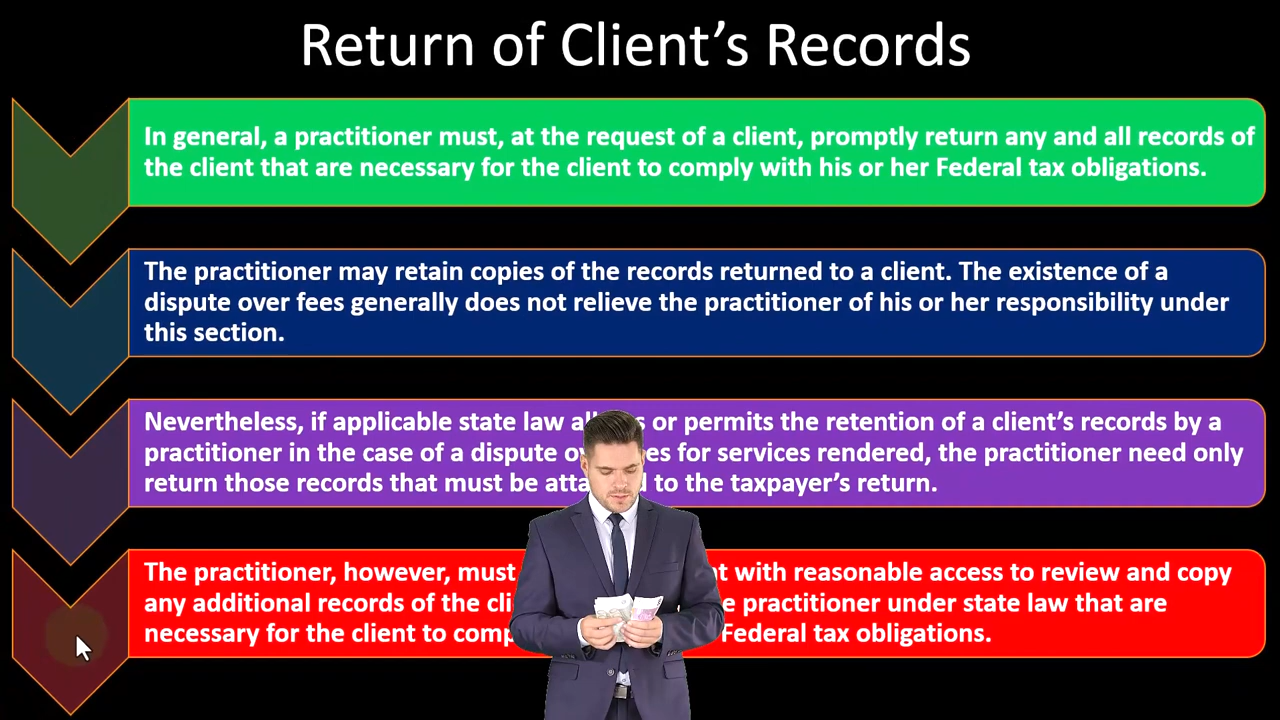 Return of Client's Records
In general, a practitioner must, at the request of a client, promptly return any and all records of
the client that are necessary for the client to comply with his or her Federal tax obligations.
The practitioner may retain copies of the records returned to a client. The existence of a
dispute over fees generally does not relieve the practitioner of his or her responsibility under
this section.
Nevertheless, if applicable state law or permits the retention of a client's records by a
practitioner in the case of a dispute for services rendered, the practitioner need only
return those records that must be to the taxpayer's return.
The practitioner, however, must with reasonable access to review and copy
any additional records of the practitioner under state law that are
necessary for the client to Federal tax obligations.